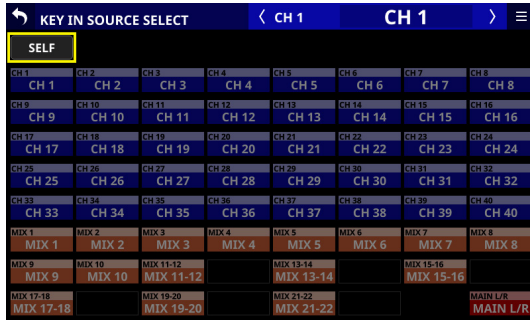 KEY IN SOURCE SELECT CH 1 CH 1
SELF
CH 1 CH 2 CH 3 CH 4 CH 5 CH 6 CH 7 CH 8
CH 1 CH 2 CH 3 CH 4 CH 5 CH 6 CH 7 CH 8
CH 9 CH 10 CH 11 CH 12 CH 13 CH 14 CH 15 CH 16
CH 9 CH 10 CH 11 CH 12 CH 13 CH 14 CH 15 CH 16
CH 17 CH 18 CH 19 CH 20 CH 21 CH 22 CH 23 CH 24
CH 17 CH 18 CH 19 CH 20 CH 21 CH 22 CH 23 CH 24
CH 25 CH 26 CH 27 CH 28 CH 29 CH 30 CH 31 CH 32
CH 25 CH 26 CH 27 CH 28 CH 29 CH 30 CH 31 CH 32
CH 33 CH 34 CH 35 CH 36 CH 37 CH 38 CH 39 CH 40
CH 33 CH 34 CH 35 CH 36 CH 37 CH 38 CH 39 CH 40
MIX 1 MIX 2 MIX 3 MIX 4 MIX 5 MIX 6 MIX 7 MIX 8
MIX 1 MIX 2 MIX 3 MIX 4 MIX 5 MIX 6 MIX 7 MIX 8
MIX 9 MIX 10 MIX 11-12 MIX 13-14 MIX 15-16
MIX 9 MIX 10 MIX 11-12 MIX 13-14 MIX 15-16
MIX 17-18 MIX 19-20 MIX 21-22 MAIN L/R
MIX 17-18 MIX 19-20 MIX 21-22 MAIN L/R